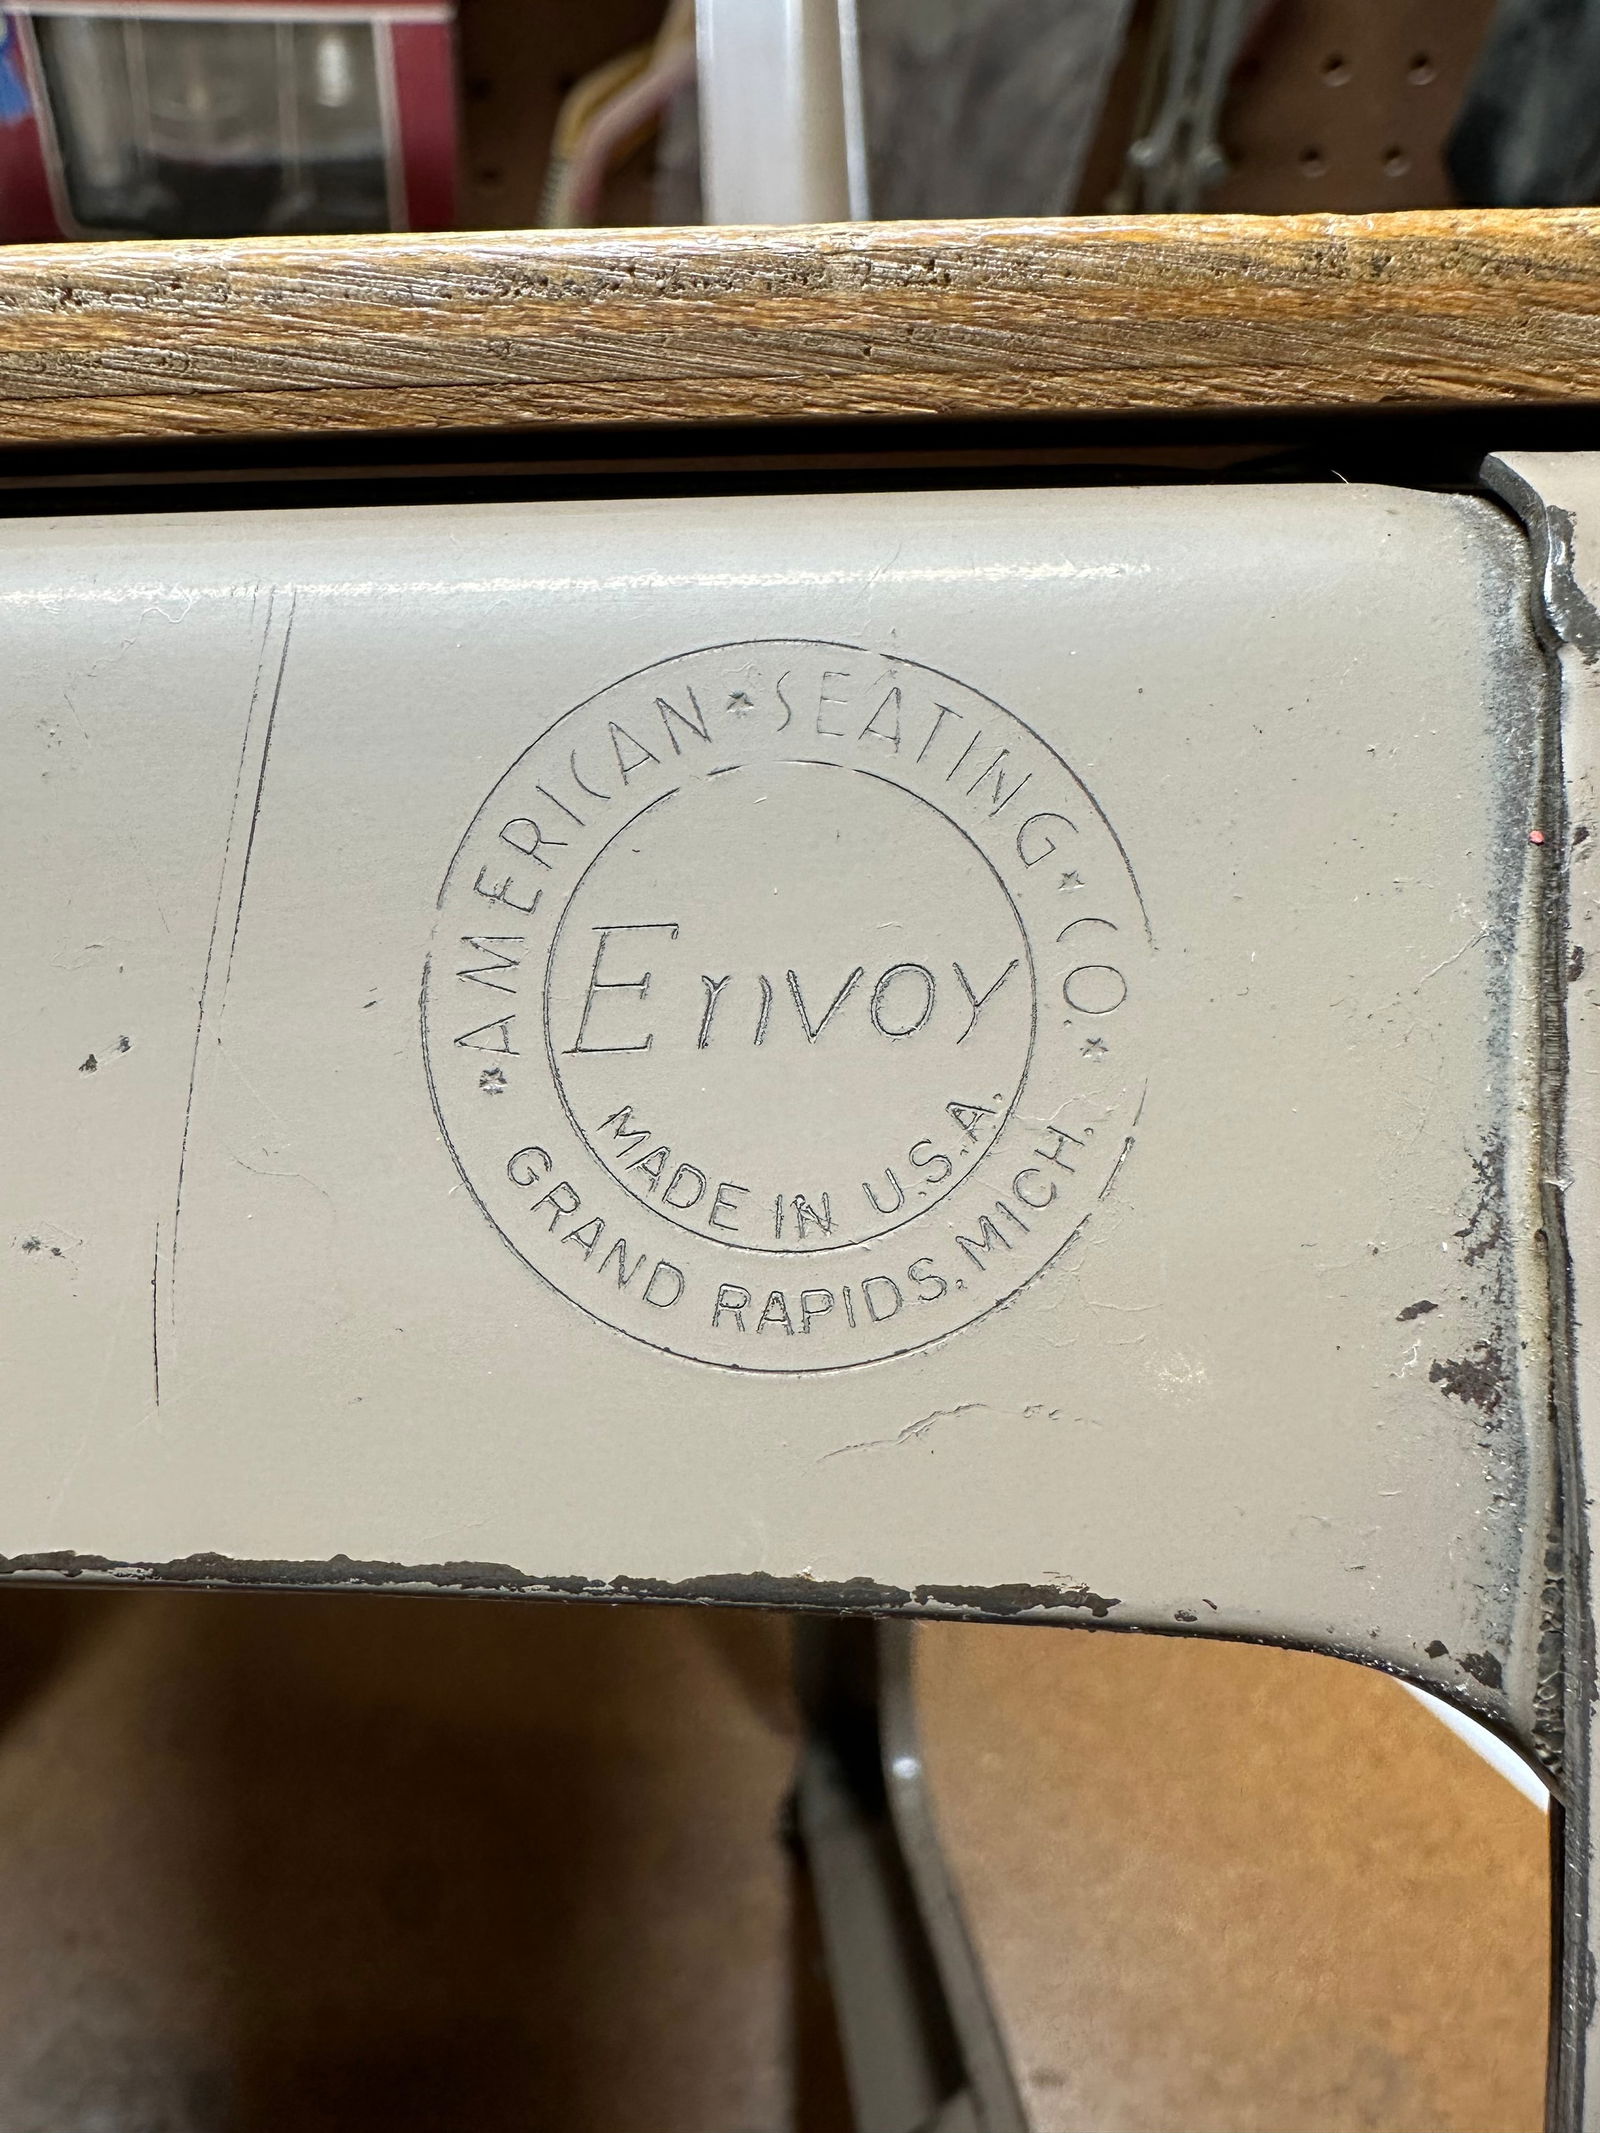 AMERICAN ★ SEATING ★ CO. ★
Envoy
MADE IN U.S.A.
GRAND RAPIDS, MICH.